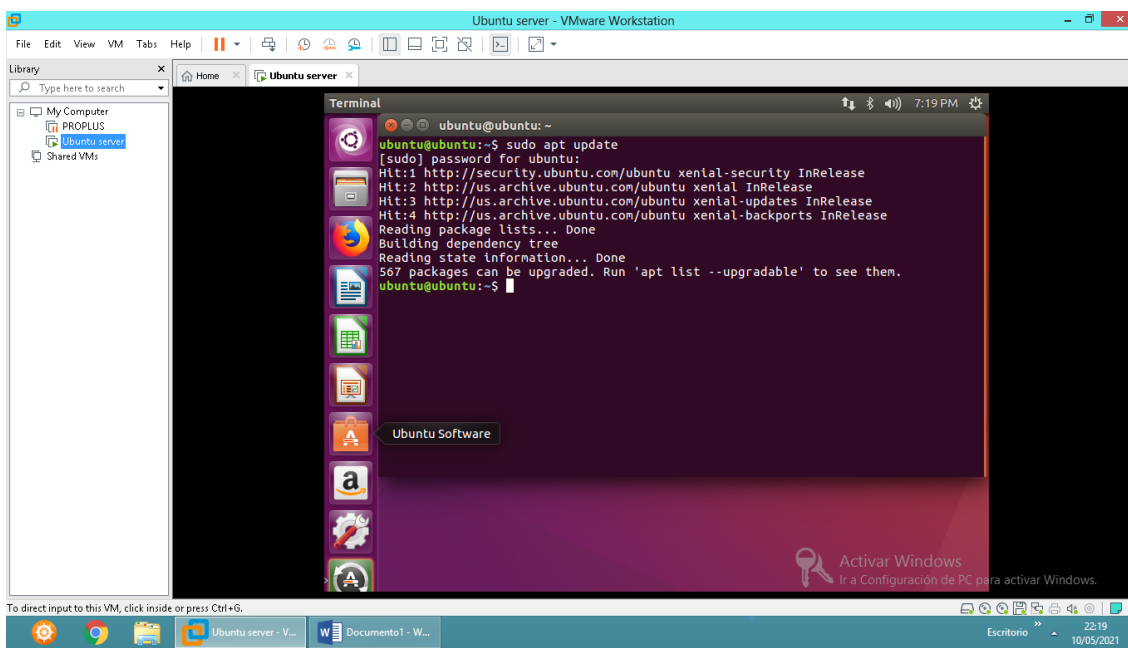 Ubuntu server - VMware Workstation
File Edit View VM Tabs Help
Library
Home
Ubuntu server
Type here to search
My Computer
PROPLUS
Ubuntu server
Shared VMs
Terminal
7:19 PM
ubuntu@ubuntu: ~
ubuntu@ubuntu:~$ sudo apt update
[sudo] password for ubuntu:
Hit:1 http://security.ubuntu.com/ubuntu xenial-security InRelease
Hit:2 http://us.archive.ubuntu.com/ubuntu xenial InRelease
Hit:3 http://us.archive.ubuntu.com/ubuntu xenial-updates InRelease
Hit:4 http://us.archive.ubuntu.com/ubuntu xenial-backports InRelease
Reading package lists... Done
Building dependency tree
Reading state information... Done
567 packages can be upgraded. Run 'apt list --upgradable' to see them.
ubuntu@ubuntu:~$
Ubuntu Software
a
Activar Windows
Ir a Configuración de PC para activar Windows.
To direct input to this VM, click inside or press Ctrl+G.
Ubuntu server - V...
Documento1 - W...
Escritorio
22:19
10/05/2021